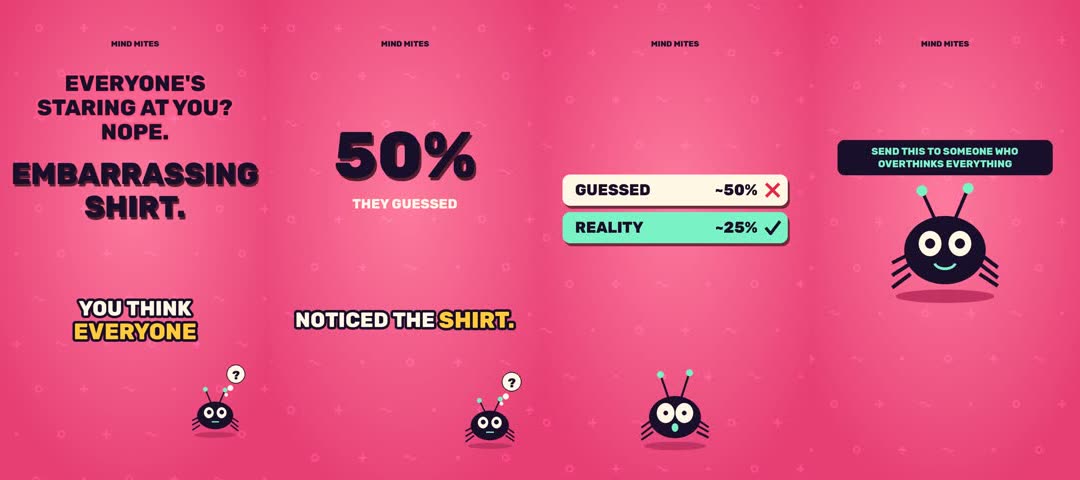 MIND MITES
EVERYONE'S
STARING AT YOU?
NOPE.
EMBARRASSING
SHIRT.
YOU THINK
EVERYONE
?
MIND MITES
50%
THEY GUESSED
NOTICED THE SHIRT.
?
MIND MITES
GUESSED ~50%
REALITY ~25%
MIND MITES
SEND THIS TO SOMEONE WHO
OVERTHINKS EVERYTHING